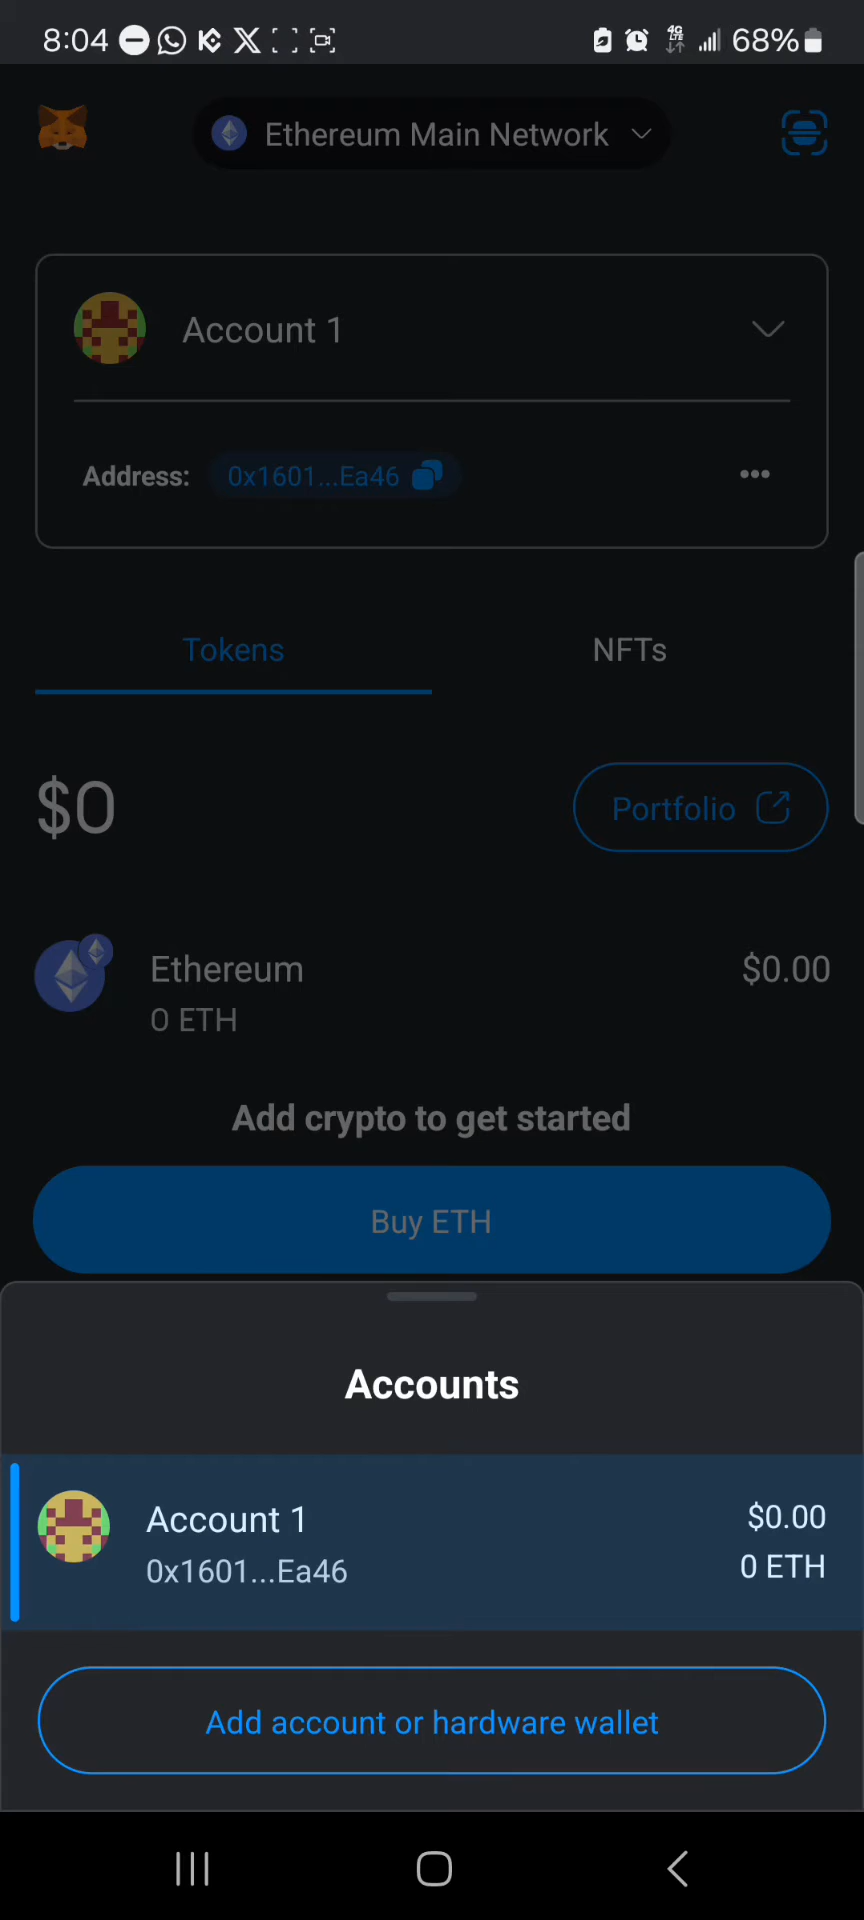 8:04
4G LTE
68%
Ethereum Main Network
Account 1
Address: 0x1601...Ea46
Tokens
NFTs
$0
Portfolio
Ethereum
$0.00
0 ETH
Add crypto to get started
Buy ETH
Accounts
Account 1
$0.00
0x1601...Ea46
0 ETH
Add account or hardware wallet